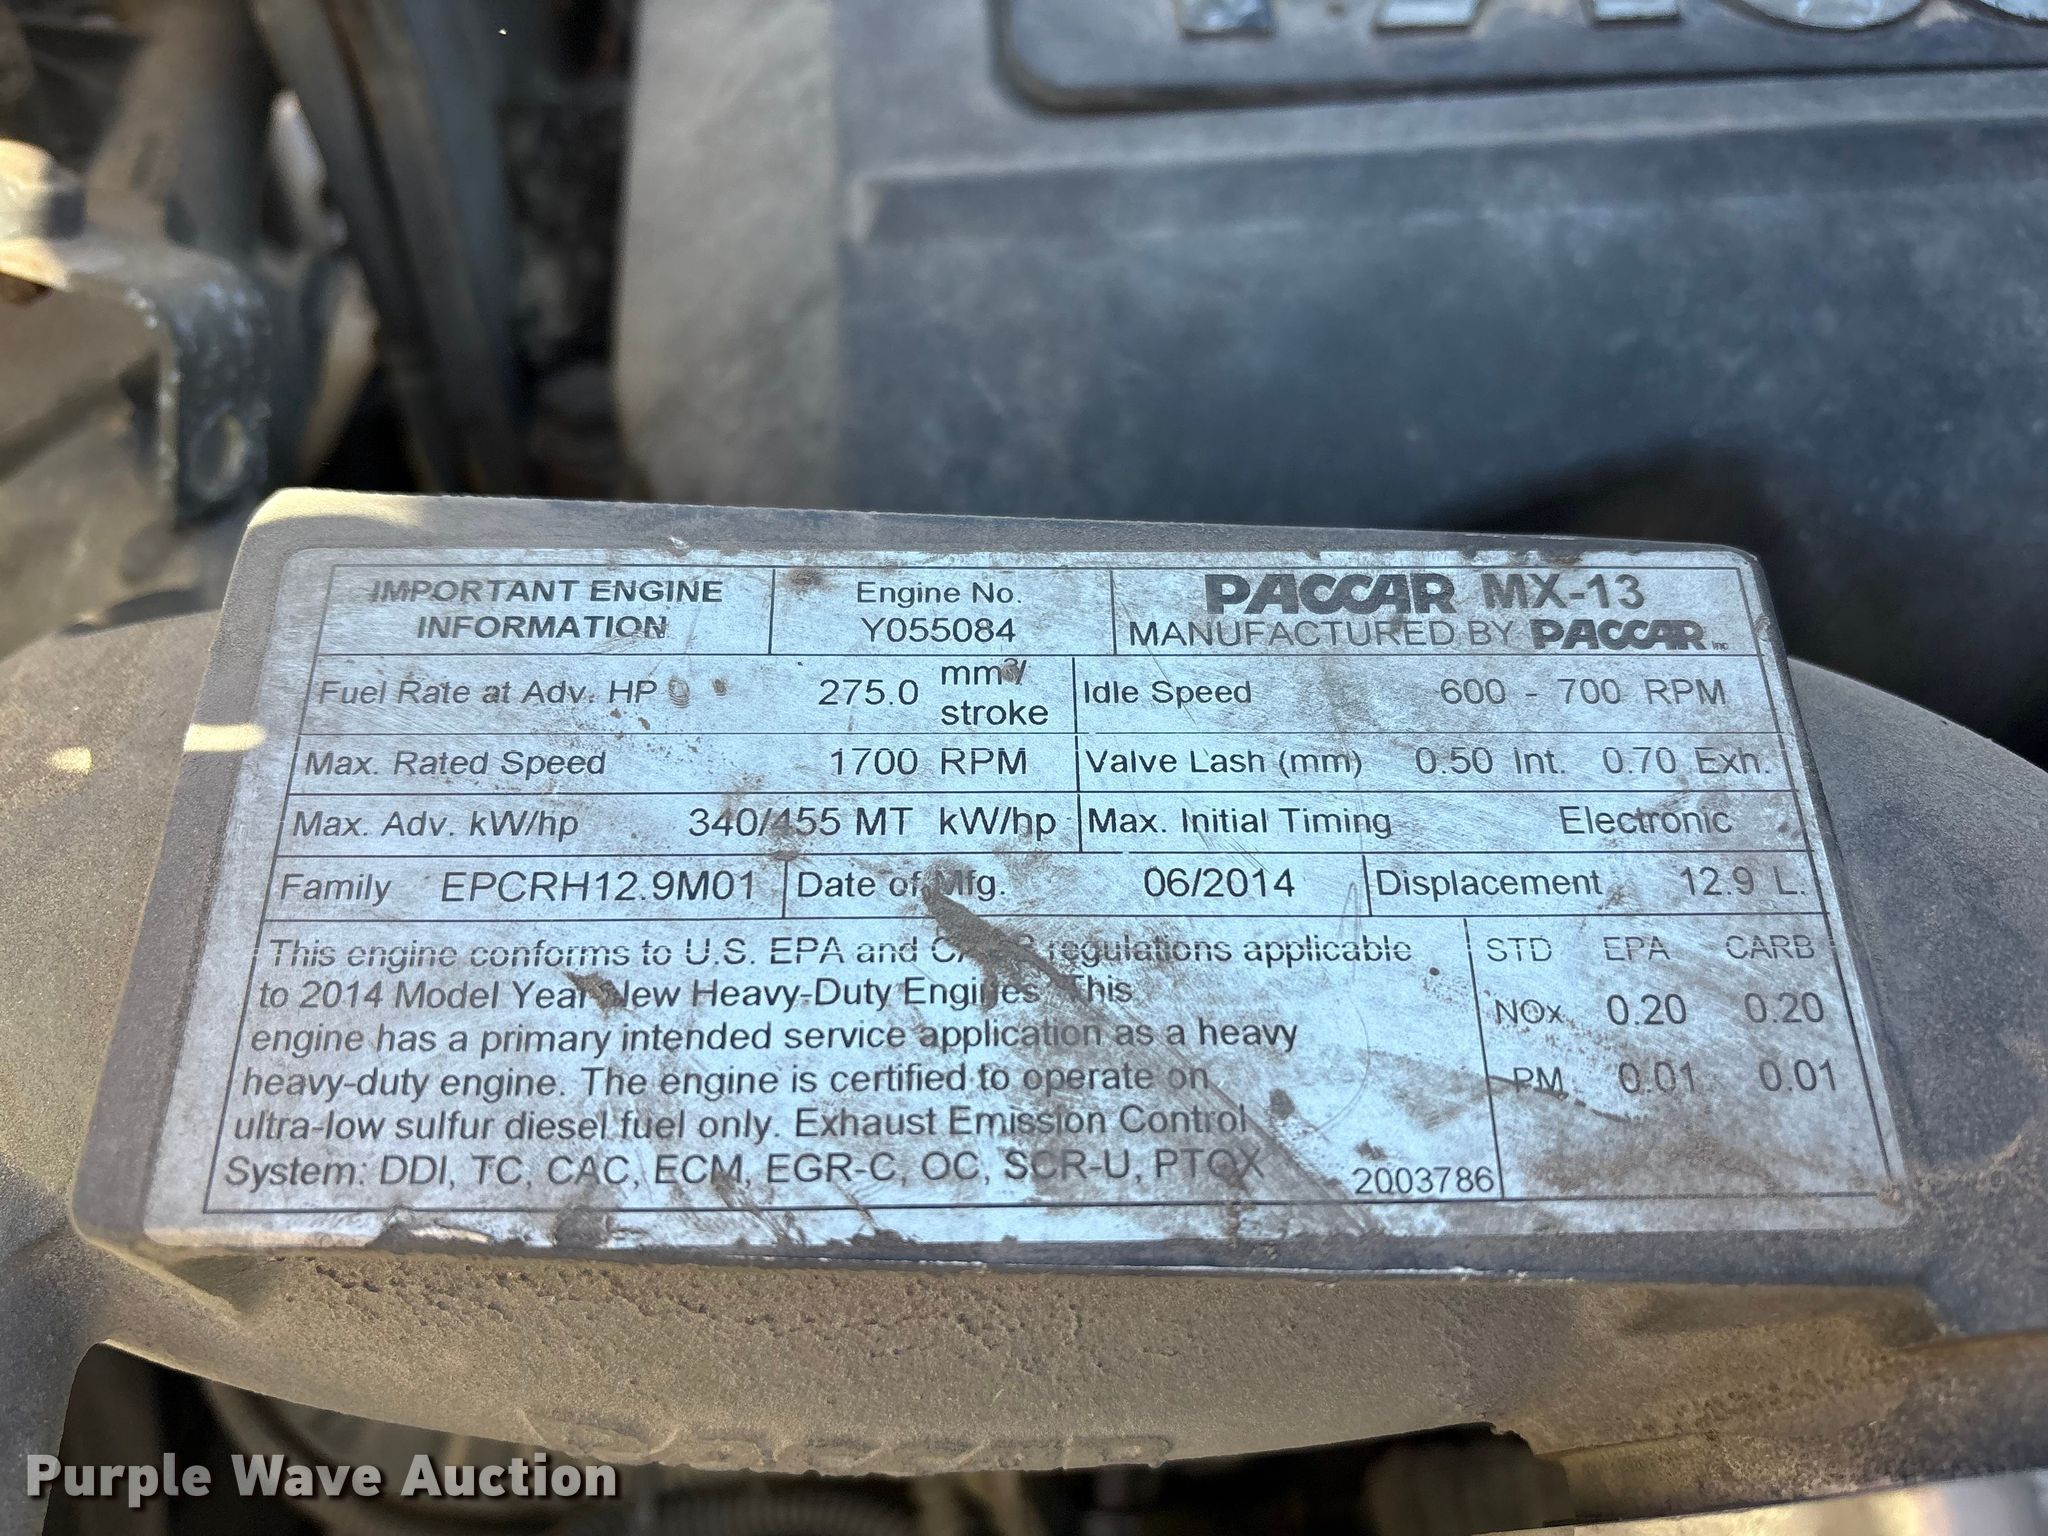 IMPORTANT ENGINE
INFORMATION
Engine No.
Y055084
PACCAR MX-13
MANUFACTURED BY PACCAR Inc
Fuel Rate at Adv. HP 275.0 mm³/
stroke
Idle Speed 600 - 700 RPM
Max. Rated Speed 1700 RPM
Valve Lash (mm) 0.50 Int. 0.70 Exh.
Max. Adv. kW/hp 340/455 MT kW/hp
Max. Initial Timing Electronic
Family EPCRH12.9M01
Date of Mfg. 06/2014
Displacement 12.9 L.
This engine conforms to U.S. EPA and CARB regulations applicable
to 2014 Model Year New Heavy-Duty Engines This
engine has a primary intended service application as a heavy
heavy-duty engine. The engine is certified to operate on
ultra-low sulfur diesel fuel only. Exhaust Emission Control
System: DDI, TC, CAC, ECM, EGR-C, OC, SCR-U, PTOX
2003786
STD EPA CARB
NOx 0.20 0.20
PM 0.01 0.01
Purple Wave Auction